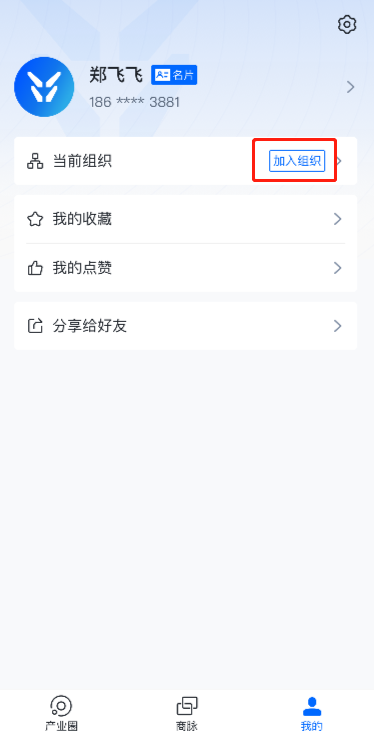 郑飞飞 名片
186 **** 3881
当前组织 加入组织
我的收藏
我的点赞
分享给好友
产业圈 商脉 我的